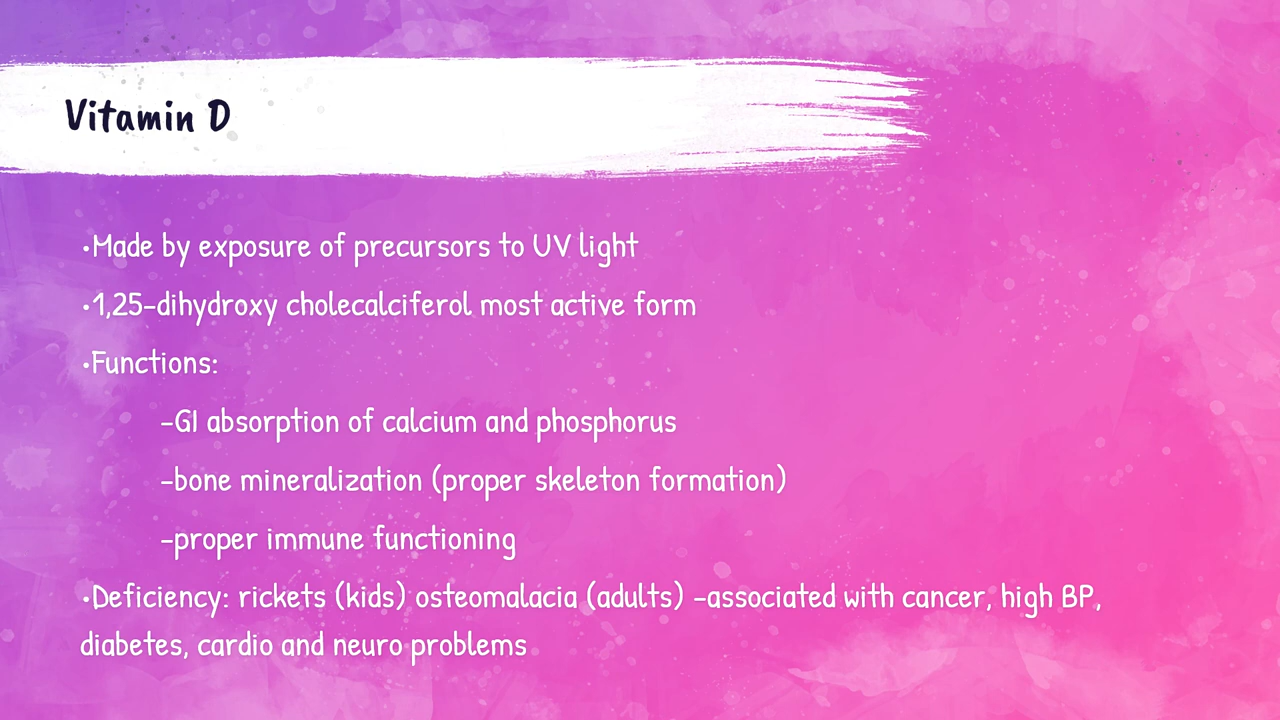 Vitamin D
•Made by exposure of precursors to UV light
•1,25-dihydroxy cholecalciferol most active form
•Functions:
-GI absorption of calcium and phosphorus
-bone mineralization (proper skeleton formation)
-proper immune functioning
•Deficiency: rickets (kids) osteomalacia (adults) -associated with cancer, high BP,
diabetes, cardio and neuro problems